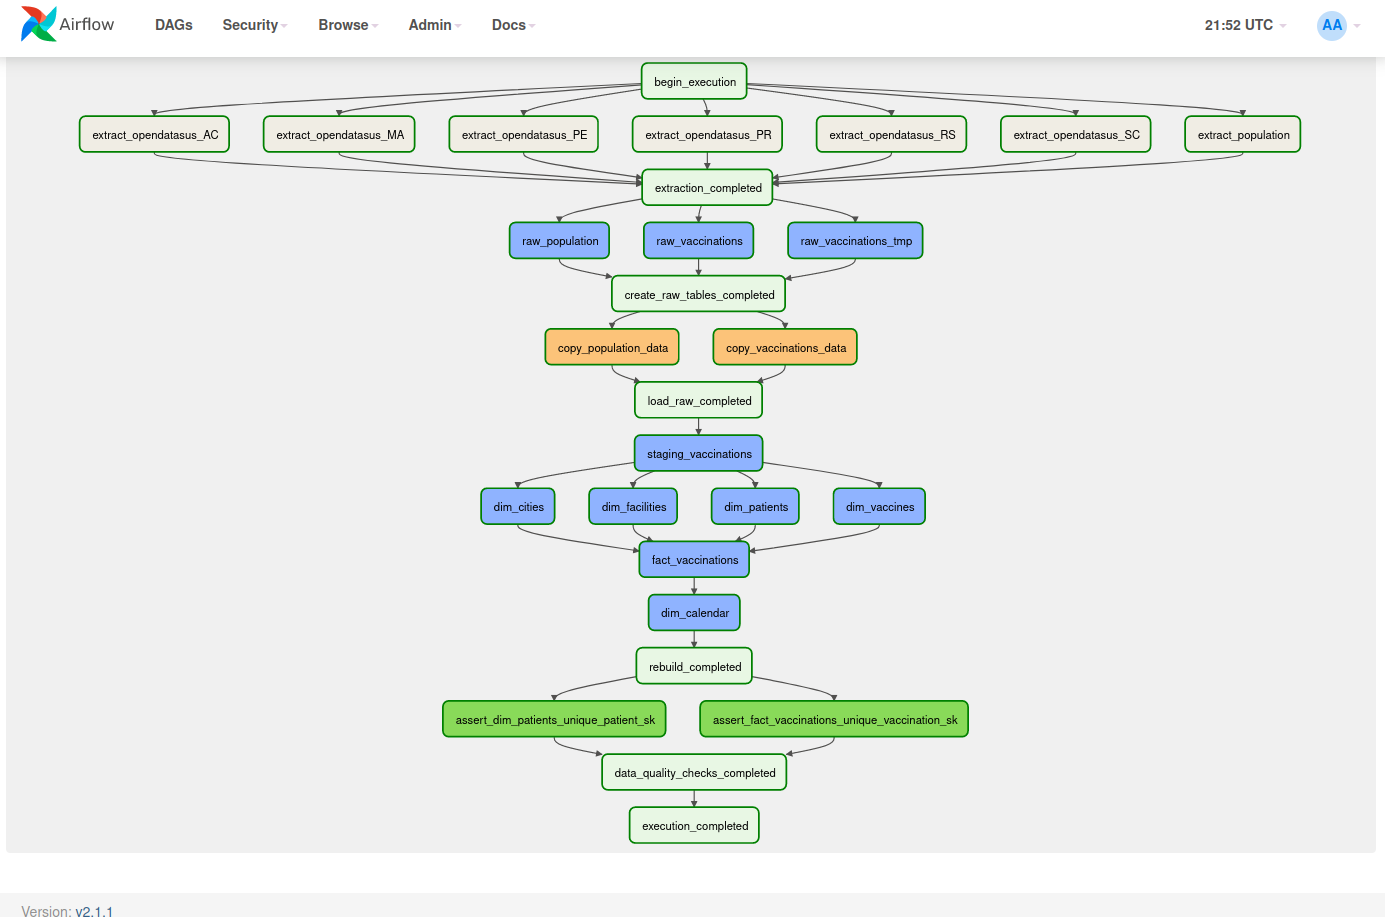 Airflow DAGs Security Browse Admin Docs 21:52 UTC AA
begin_execution
extract_opendatasus_AC extract_opendatasus_MA extract_opendatasus_PE extract_opendatasus_PR extract_opendatasus_RS extract_opendatasus_SC extract_population
extraction_completed
raw_population raw_vaccinations raw_vaccinations_tmp
create_raw_tables_completed
copy_population_data copy_vaccinations_data
load_raw_completed
staging_vaccinations
dim_cities dim_facilities dim_patients dim_vaccines
fact_vaccinations
dim_calendar
rebuild_completed
assert_dim_patients_unique_patient_sk assert_fact_vaccinations_unique_vaccination_sk
data_quality_checks_completed
execution_completed
Version: v2.1.1